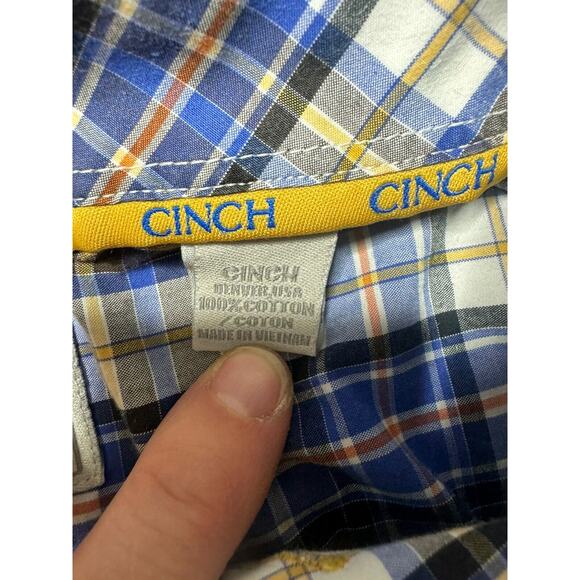 CINCH CINCH
CINCH
DENVER, USA
100% COTTON
/ COTON
MADE IN VIETNAM